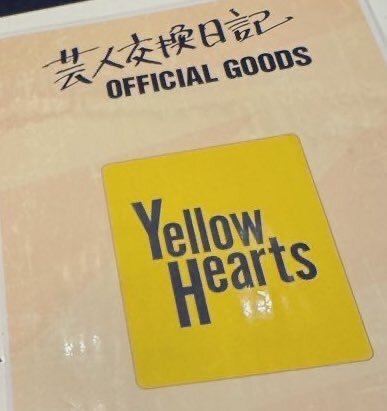 芸人交換日記
OFFICIAL GOODS
Yellow
Hearts